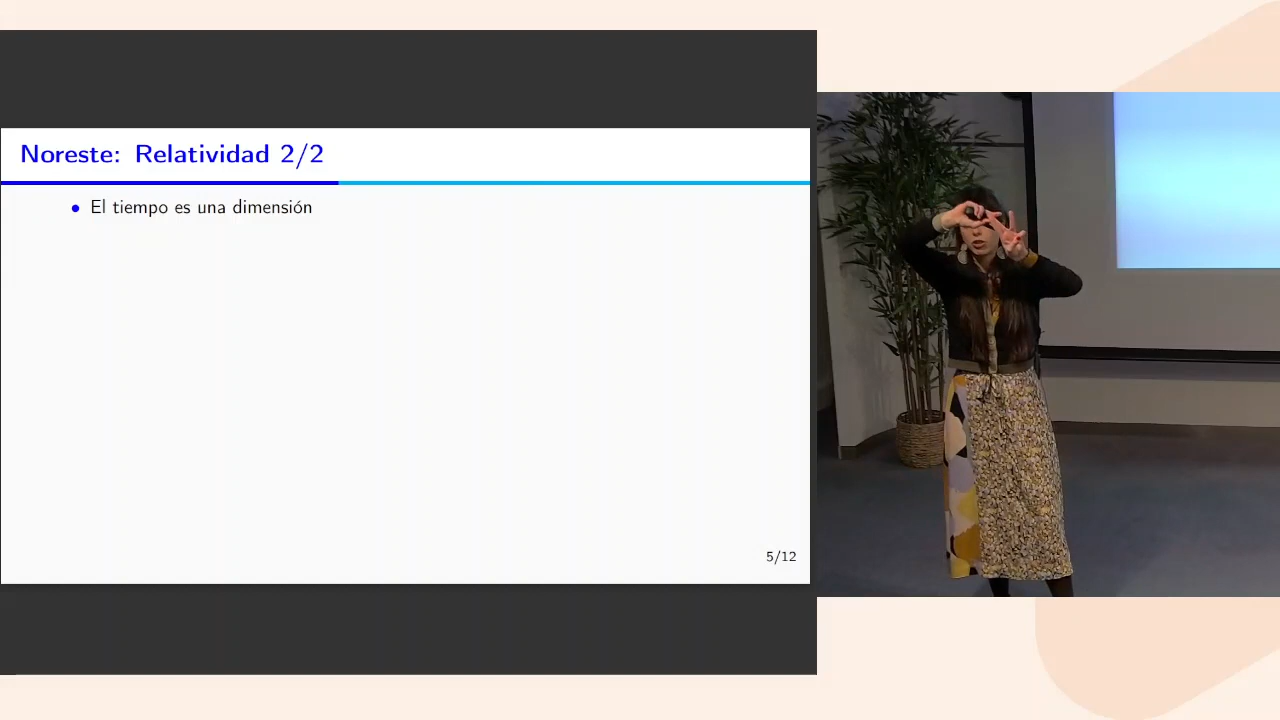 Noreste: Relatividad 2/2
• El tiempo es una dimensión
5/12